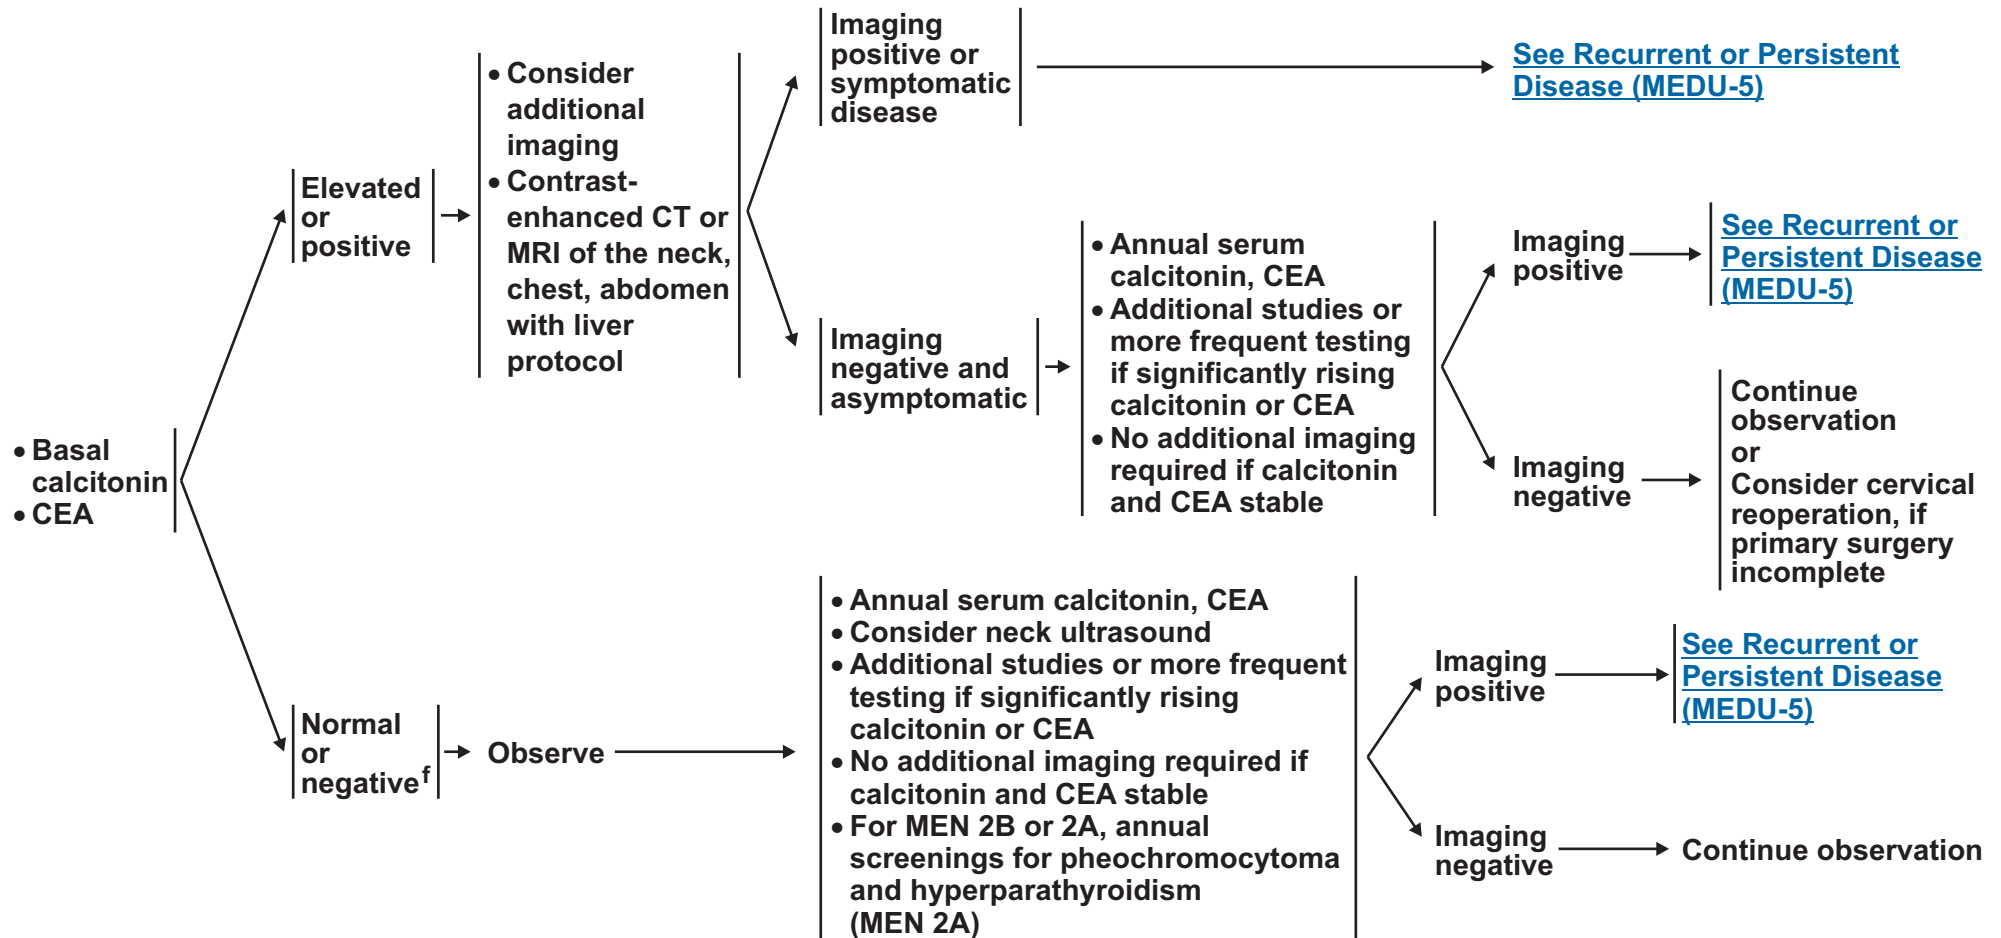 • Basal
calcitonin
• CEA
Elevated
or
positive
• Consider
additional
imaging
• Contrast-
enhanced CT or
MRI of the neck,
chest, abdomen
with liver
protocol
Imaging
positive or
symptomatic
disease
See Recurrent or Persistent
Disease (MEDU-5)
Imaging
negative and
asymptomatic
• Annual serum
calcitonin, CEA
• Additional studies or
more frequent testing
if significantly rising
calcitonin or CEA
• No additional imaging
required if calcitonin
and CEA stable
Imaging
positive
See Recurrent or
Persistent Disease
(MEDU-5)
Imaging
negative
Continue
observation
or
Consider cervical
reoperation, if
primary surgery
incomplete
Normal
or
negativeᶠ
Observe
• Annual serum calcitonin, CEA
• Consider neck ultrasound
• Additional studies or more frequent
testing if significantly rising
calcitonin or CEA
• No additional imaging required if
calcitonin and CEA stable
• For MEN 2B or 2A, annual
screenings for pheochromocytoma
and hyperparathyroidism
(MEN 2A)
Imaging
positive
See Recurrent or
Persistent Disease
(MEDU-5)
Imaging
negative
Continue observation